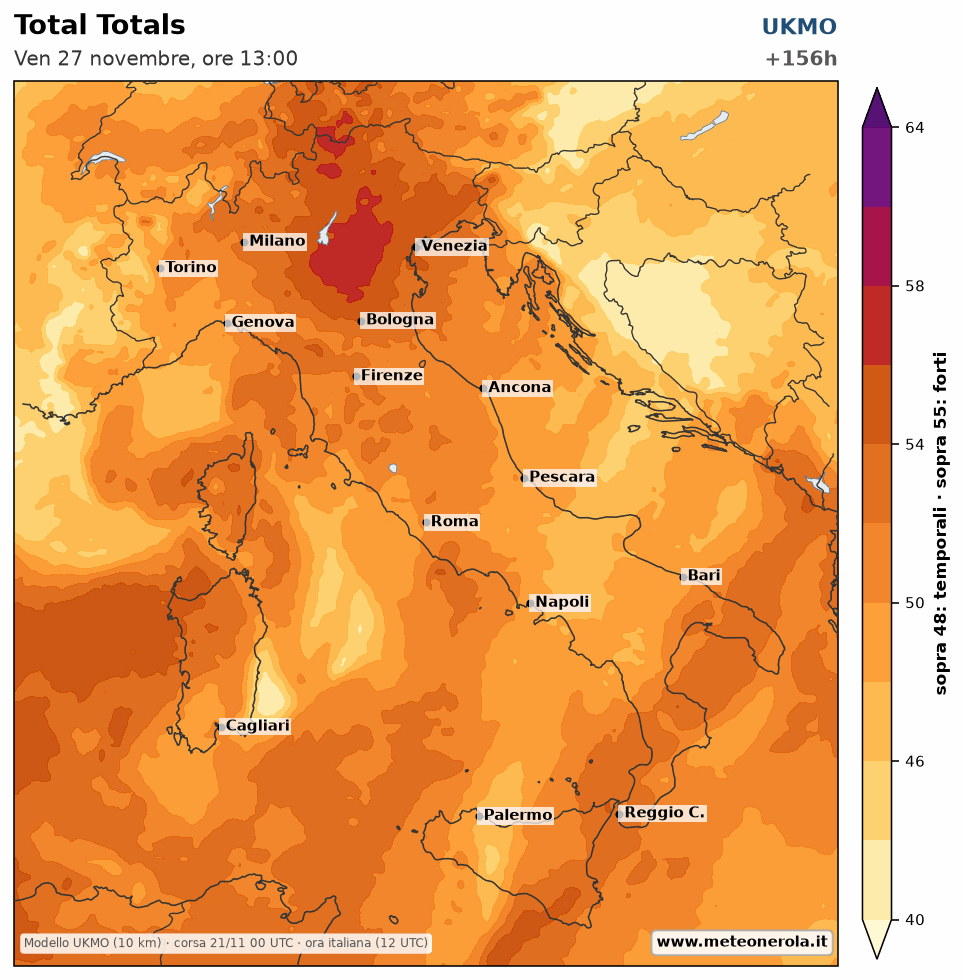 Total Totals
UKMO
Ven 27 novembre, ore 13:00
+156h
64
58
54
50
46
40
sopra 48: temporali · sopra 55: forti
Milano
Venezia
Torino
Genova
Bologna
Firenze
Ancona
Pescara
Roma
Bari
Napoli
Cagliari
Palermo
Reggio C.
Modello UKMO (10 km) · corsa 21/11 00 UTC · ora italiana (12 UTC)
www.meteonerola.it